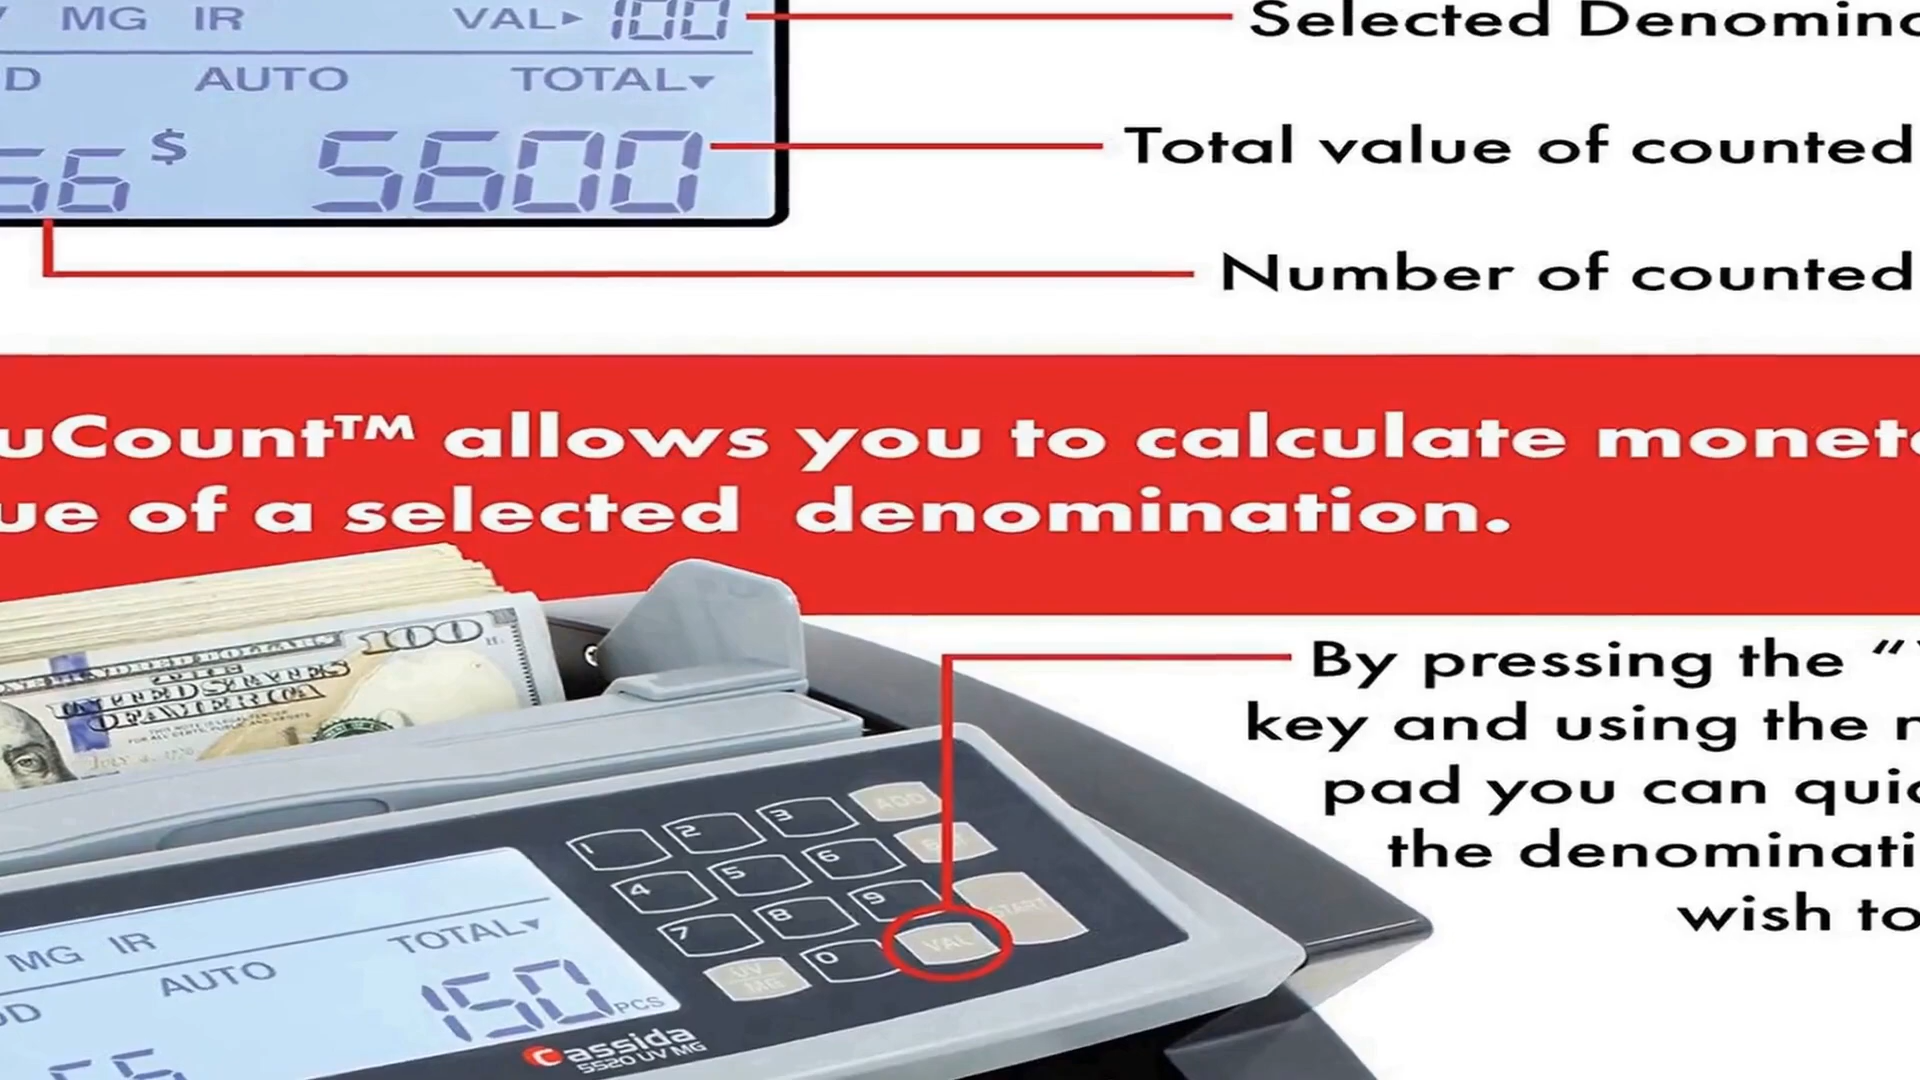 MG IR VAL▸ 100
Selected Denomina
D AUTO TOTAL▾
56 $ 5600
Total value of counted
Number of counted
uCount™ allows you to calculate moneta
ue of a selected denomination.
100
UNITED STATES
OF AMERICA
By pressing the “V
key and using the n
pad you can quic
the denominati
wish to
1 2 3 ADD
4 5 6
7 8 9 START
UV MG 0 VAL
MG IR TOTAL▾
DD AUTO
150 PCS
Cassida
5520 UV MG